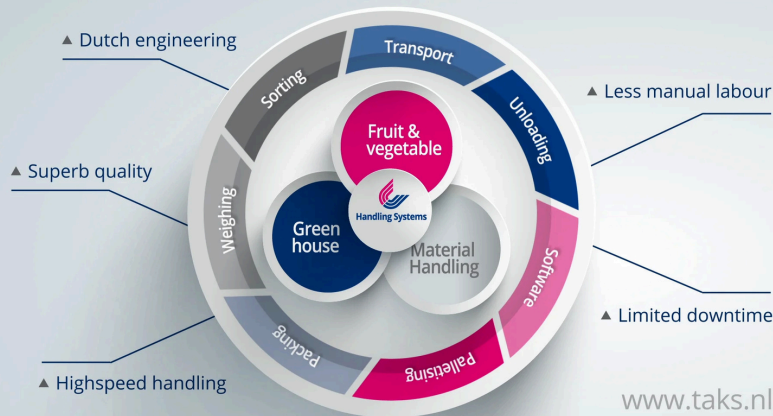 ▲ Dutch engineering
▲ Superb quality
▲ Highspeed handling
Transport
Unloading
Software
Palletising
Packing
Weighing
Sorting
Fruit &
vegetable
Green
house
Material
Handling
Handling Systems
▲ Less manual labour
▲ Limited downtime
www.taks.nl